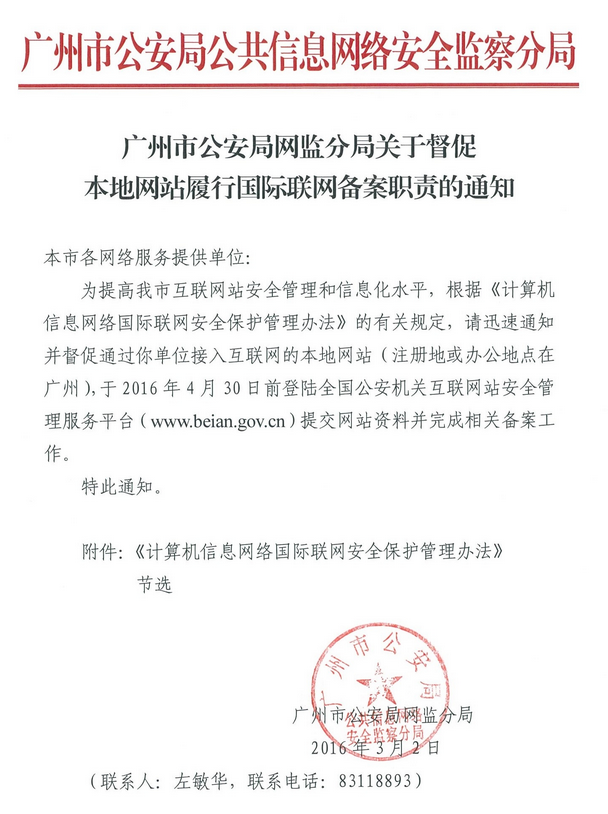 广州市公安局公共信息网络安全监察分局
广州市公安局网监分局关于督促
本地网站履行国际联网备案职责的通知
本市各网络服务提供单位：
为提高我市互联网站安全管理和信息化水平，根据《计算机
信息网络国际联网安全保护管理办法》的有关规定，请迅速通知
并督促通过你单位接入互联网的本地网站（注册地或办公地点在
广州），于 2016 年 4 月 30 日前登陆全国公安机关互联网站安全管
理服务平台（www.beian.gov.cn）提交网站资料并完成相关备案工
作。
特此通知。
附件：《计算机信息网络国际联网安全保护管理办法》
节选
广州市公安局
公共信息网络
安全监察分局
广州市公安局网监分局
2016 年 3 月 2 日
（联系人：左敏华，联系电话：83118893）